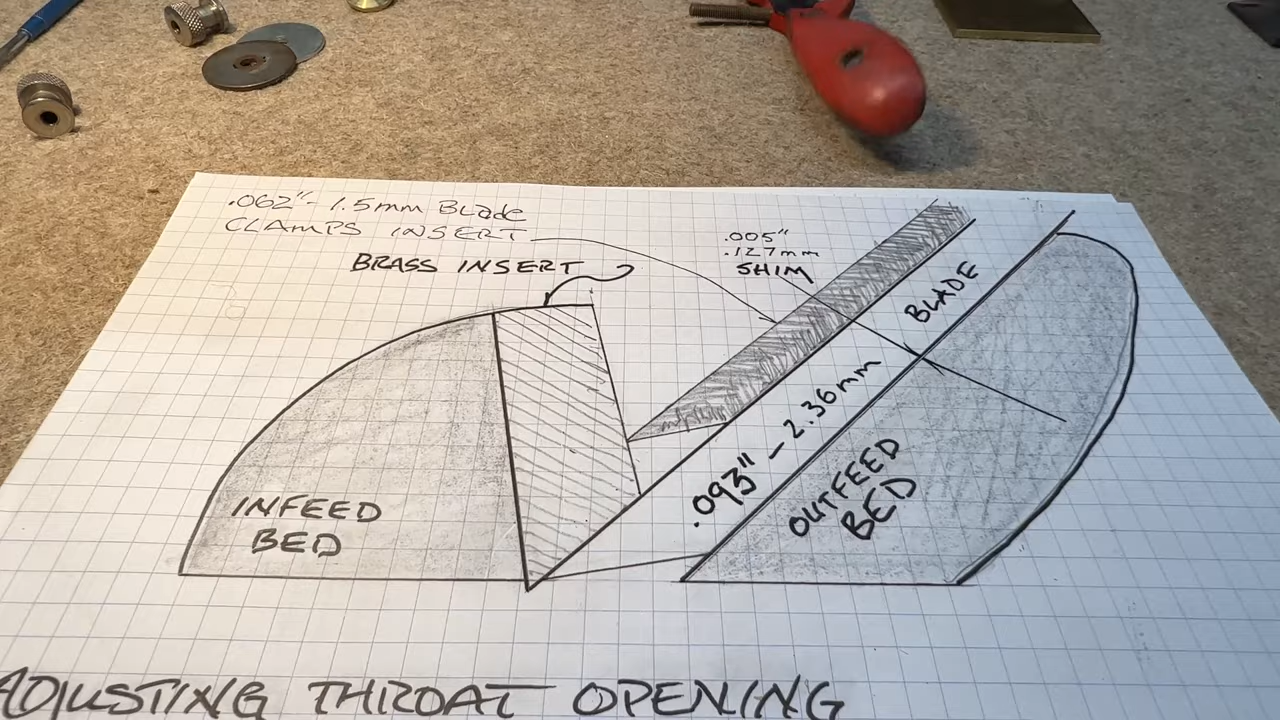 .062"- 1.5mm Blade
CLAMPS INSERT
BRASS INSERT
.005"
.127mm
SHIM
BLADE
.093" - 2.36mm
OUTFEED
BED
INFEED
BED
ADJUSTING THROAT OPENING